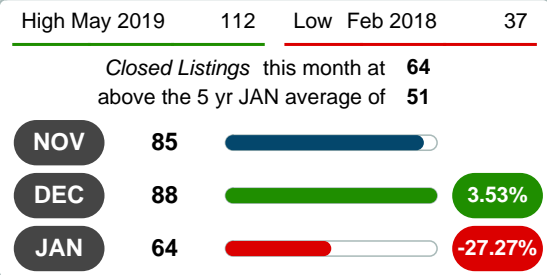 High May 2019 112 Low Feb 2018 37
Closed Listings this month at 64
above the 5 yr JAN average of 51
NOV 85
DEC 88 3.53%
JAN 64 -27.27%